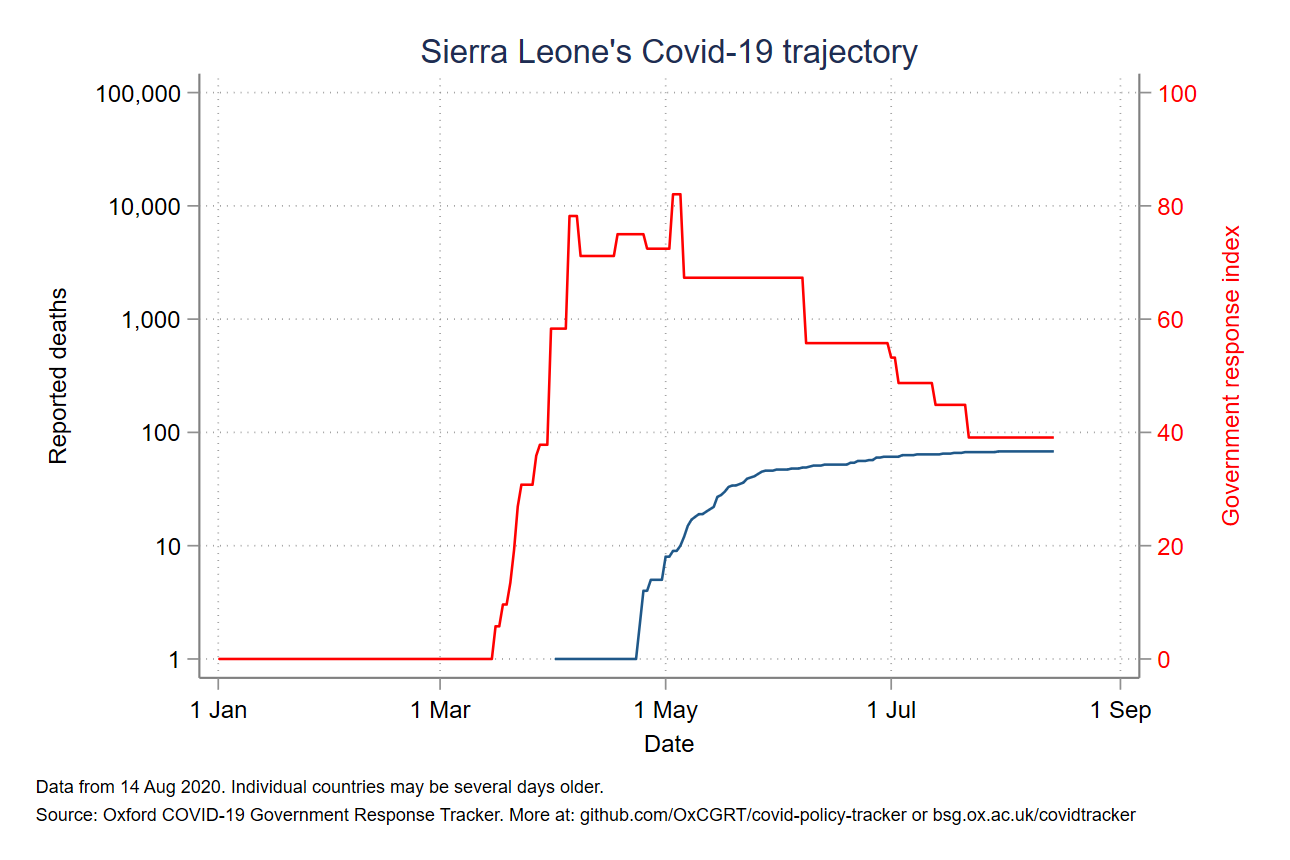 Sierra Leone's Covid-19 trajectory
100,000
10,000
1,000
100
10
1
Reported deaths
100
80
60
40
20
0
Government response index
1 Jan
1 Mar
1 May
1 Jul
1 Sep
Date
Data from 14 Aug 2020. Individual countries may be several days older.
Source: Oxford COVID-19 Government Response Tracker. More at: github.com/OxCGRT/covid-policy-tracker or bsg.ox.ac.uk/covidtracker